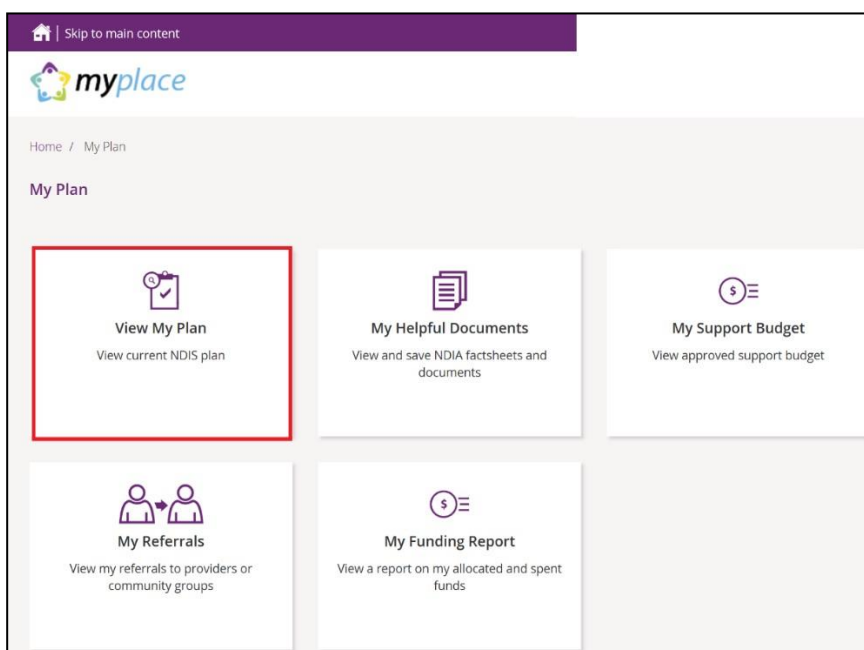 Skip to main content
myplace
Home / My Plan
My Plan
View My Plan
View current NDIS plan
My Helpful Documents
View and save NDIA factsheets and
documents
My Support Budget
View approved support budget
My Referrals
View my referrals to providers or
community groups
My Funding Report
View a report on my allocated and spent
funds